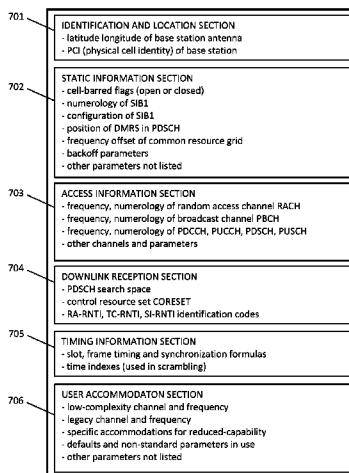 701
IDENTIFICATION AND LOCATION SECTION
- latitude longitude of base station antenna
- PCI (physical cell identity) of base station
702
STATIC INFORMATION SECTION
- cell-barred flags (open or closed)
- numerology of SIB1
- configuration of SIB1
- position of DMRS in PDSCH
- frequency offset of common resource grid
- backoff parameters
- other parameters not listed
703
ACCESS INFORMATION SECTION
- frequency, numerology of random access channel RACH
- frequency, numerology of broadcast channel PBCH
- frequency, numerology of PDCCH, PUCCH, PDSCH, PUSCH
- other channels and parameters
704
DOWNLINK RECEPTION SECTION
- PDSCH search space
- control resource set CORESET
- RA-RNTI, TC-RNTI, SI-RNTI identification codes
705
TIMING INFORMATION SECTION
- slot, frame timing and synchronization formulas
- time indexes (used in scrambling)
706
USER ACCOMMODATON SECTION
- low-complexity channel and frequency
- legacy channel and frequency
- specific accommodations for reduced-capability
- defaults and non-standard parameters in use
- other parameters not listed